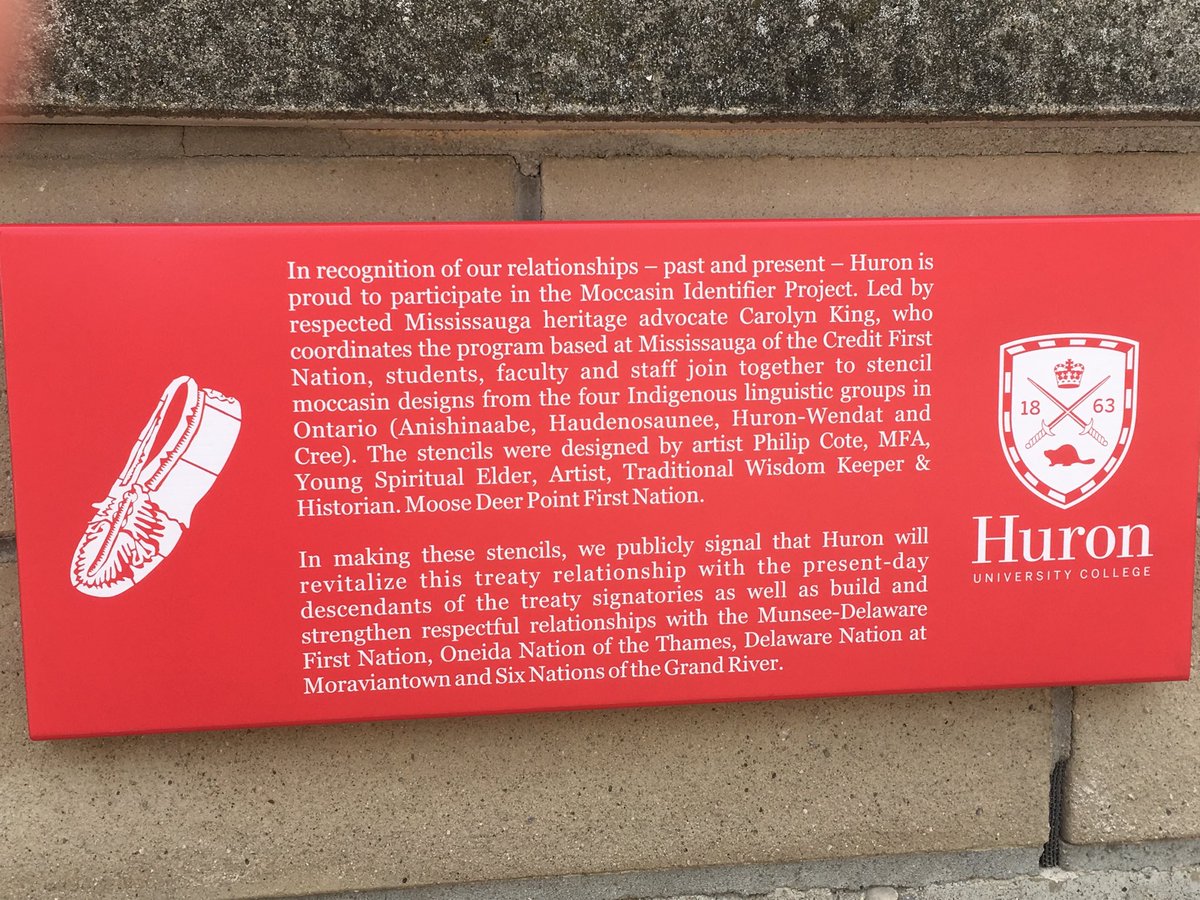 In recognition of our relationships – past and present – Huron is
proud to participate in the Moccasin Identifier Project. Led by
respected Mississauga heritage advocate Carolyn King, who
coordinates the program based at Mississauga of the Credit First
Nation, students, faculty and staff join together to stencil
moccasin designs from the four Indigenous linguistic groups in
Ontario (Anishinaabe, Haudenosaunee, Huron-Wendat and
Cree). The stencils were designed by artist Philip Cote, MFA,
Young Spiritual Elder, Artist, Traditional Wisdom Keeper &
Historian. Moose Deer Point First Nation.
In making these stencils, we publicly signal that Huron will
revitalize this treaty relationship with the present-day
descendants of the treaty signatories as well as build and
strengthen respectful relationships with the Munsee-Delaware
First Nation, Oneida Nation of the Thames, Delaware Nation at
Moraviantown and Six Nations of the Grand River.
18 63
Huron
UNIVERSITY COLLEGE